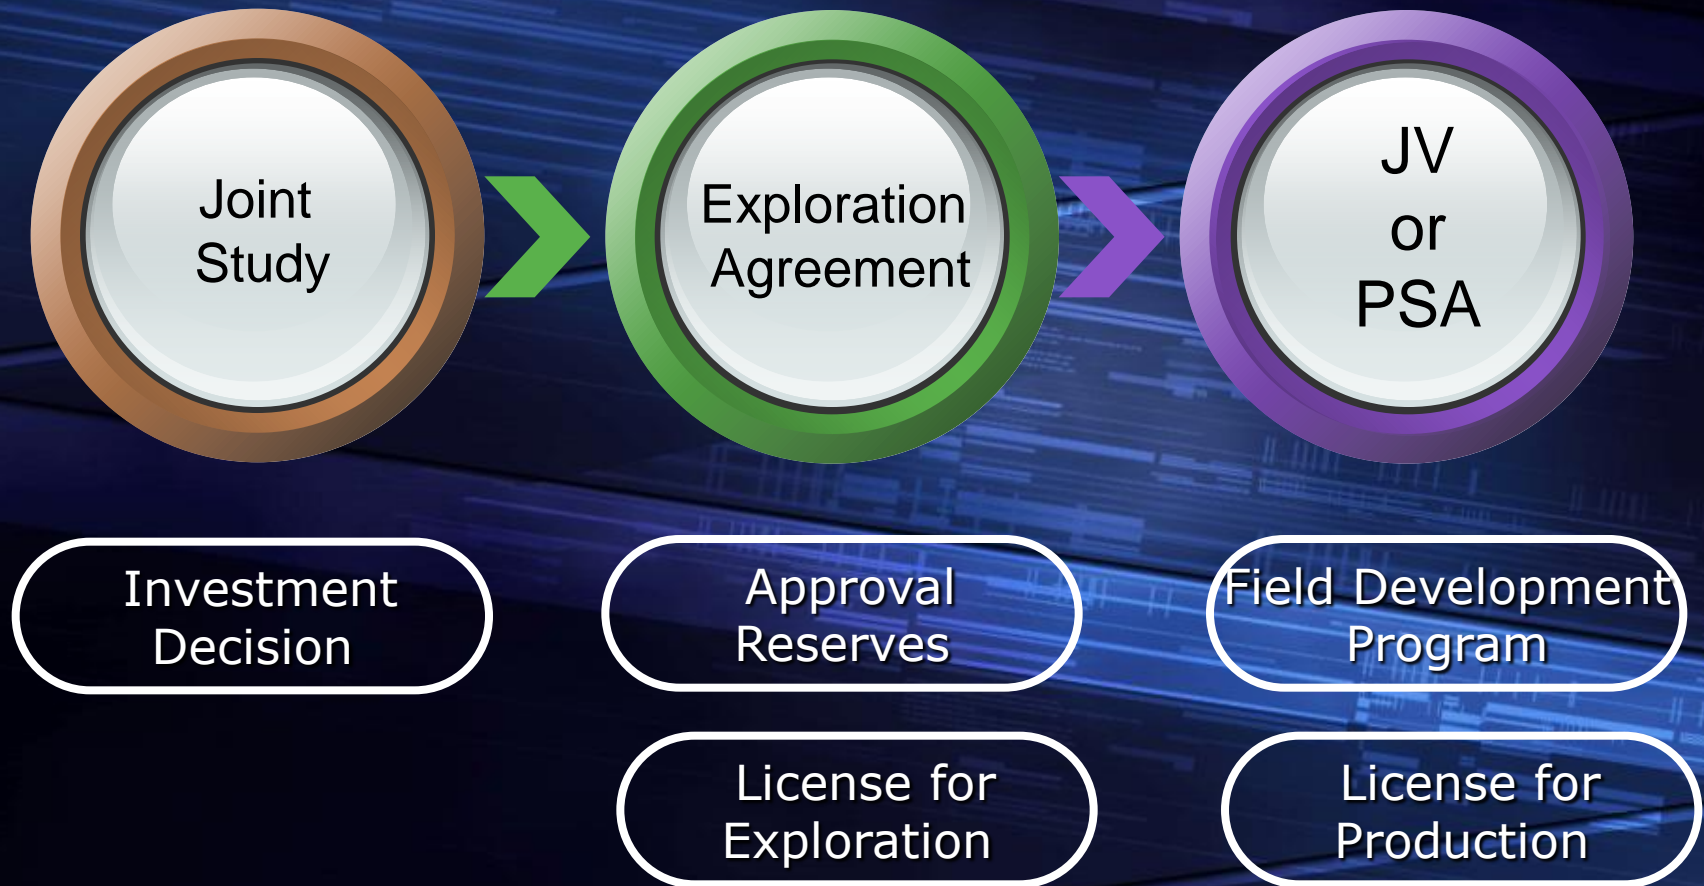 Joint
Study
Exploration
Agreement
JV
or
PSA
Investment
Decision
Approval
Reserves
Field Development
Program
License for
Exploration
License for
Production